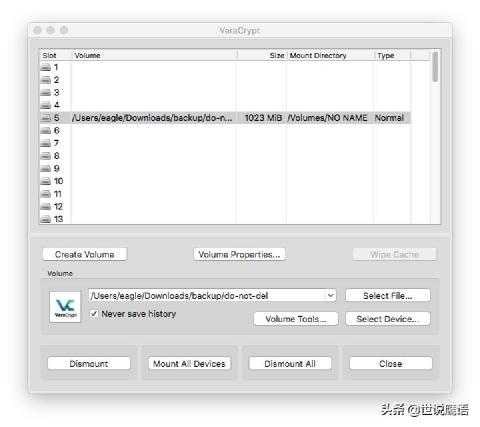 VeraCrypt
Slot Volume Size Mount Directory Type
1
2
3
4
5 /Users/eagle/Downloads/backup/do-n... 1023 MiB /Volumes/NO NAME Normal
6
7
8
9
10
11
12
13
Create Volume Volume Properties... Wipe Cache
Volume
/Users/eagle/Downloads/backup/do-not-del Select File...
VeraCrypt Never save history
Volume Tools... Select Device...
Dismount Mount All Devices Dismount All Close
头条 @世说鹰语